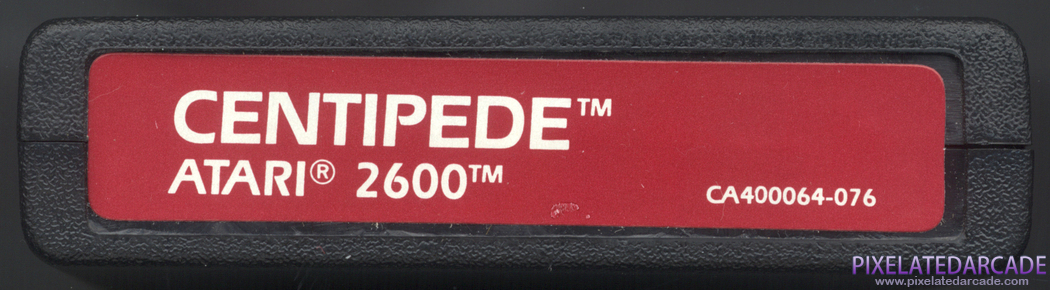 CENTIPEDE™
ATARI® 2600™
CA400064-076
PIXELATEDARCADE
www.pixelatedarcade.com